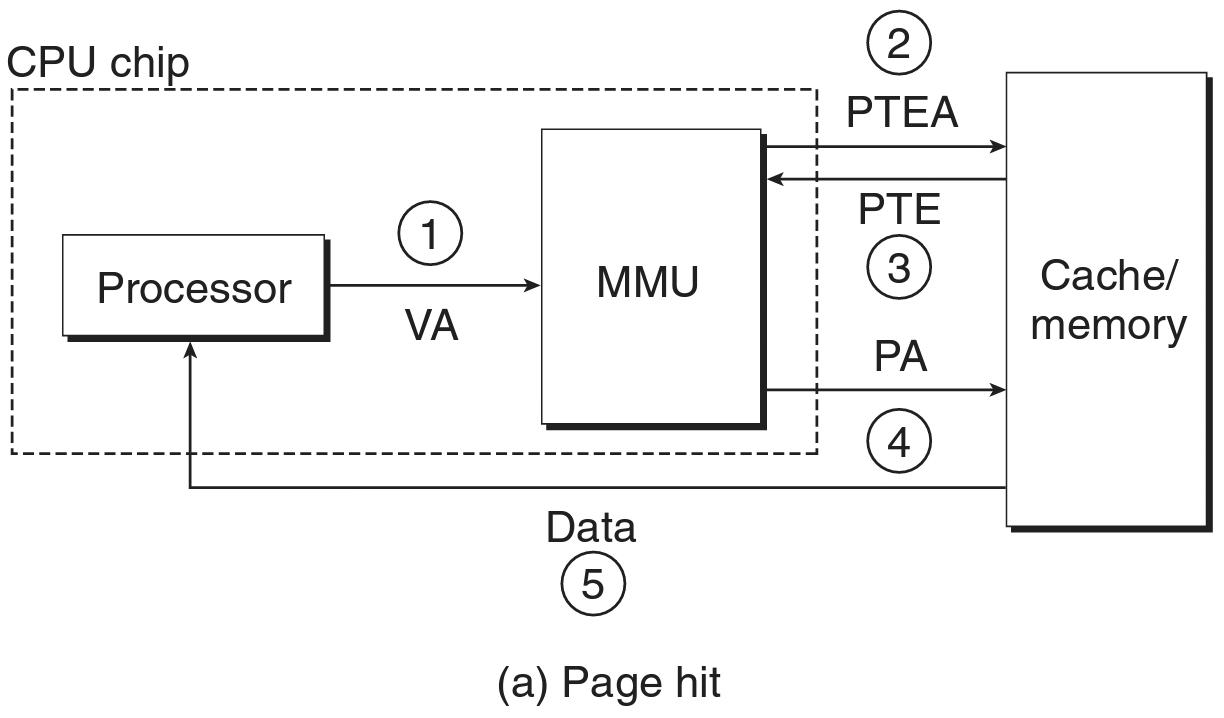 CPU chip
2
PTEA
1
Processor
VA
MMU
PTE
3
PA
4
Cache/
memory
Data
5
(a) Page hit